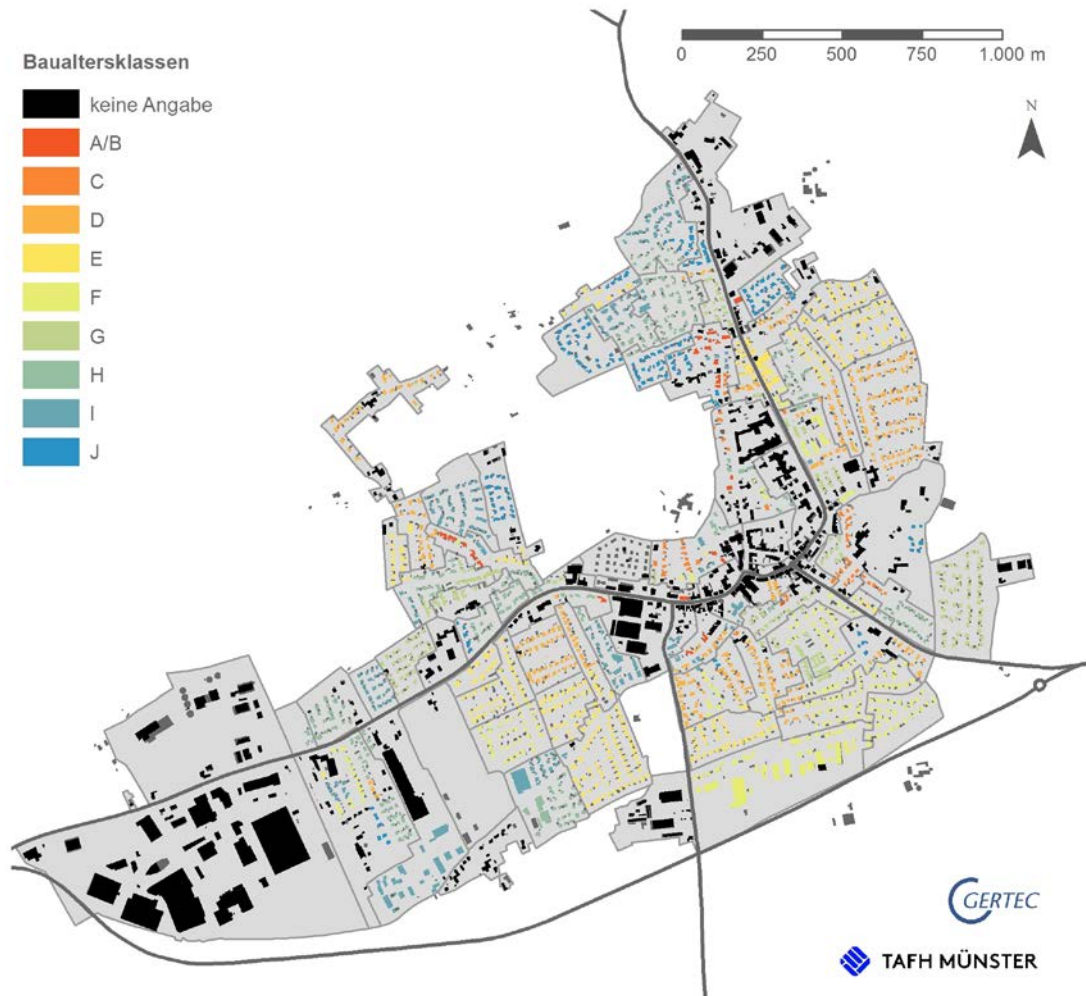 Baualtersklassen
keine Angabe
A/B
C
D
E
F
G
H
I
J
0 250 500 750 1.000 m
N
GERTEC
TAFH MÜNSTER